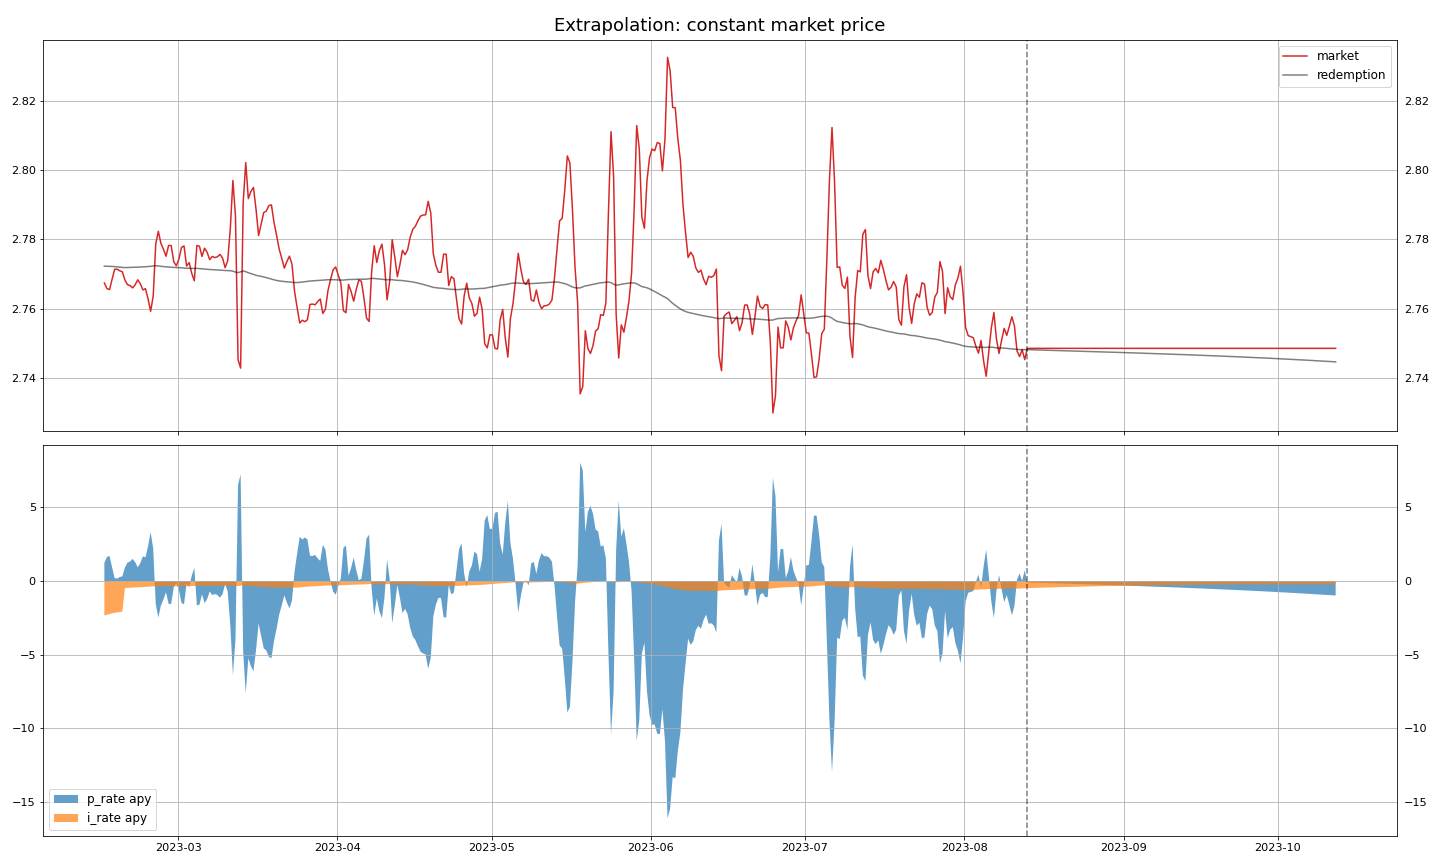 Extrapolation: constant market price
market
redemption
2.82 2.82
2.80 2.80
2.78 2.78
2.76 2.76
2.74 2.74
5 5
0 0
−5 −5
−10 −10
−15 −15
p_rate apy
i_rate apy
2023-03 2023-04 2023-05 2023-06 2023-07 2023-08 2023-09 2023-10